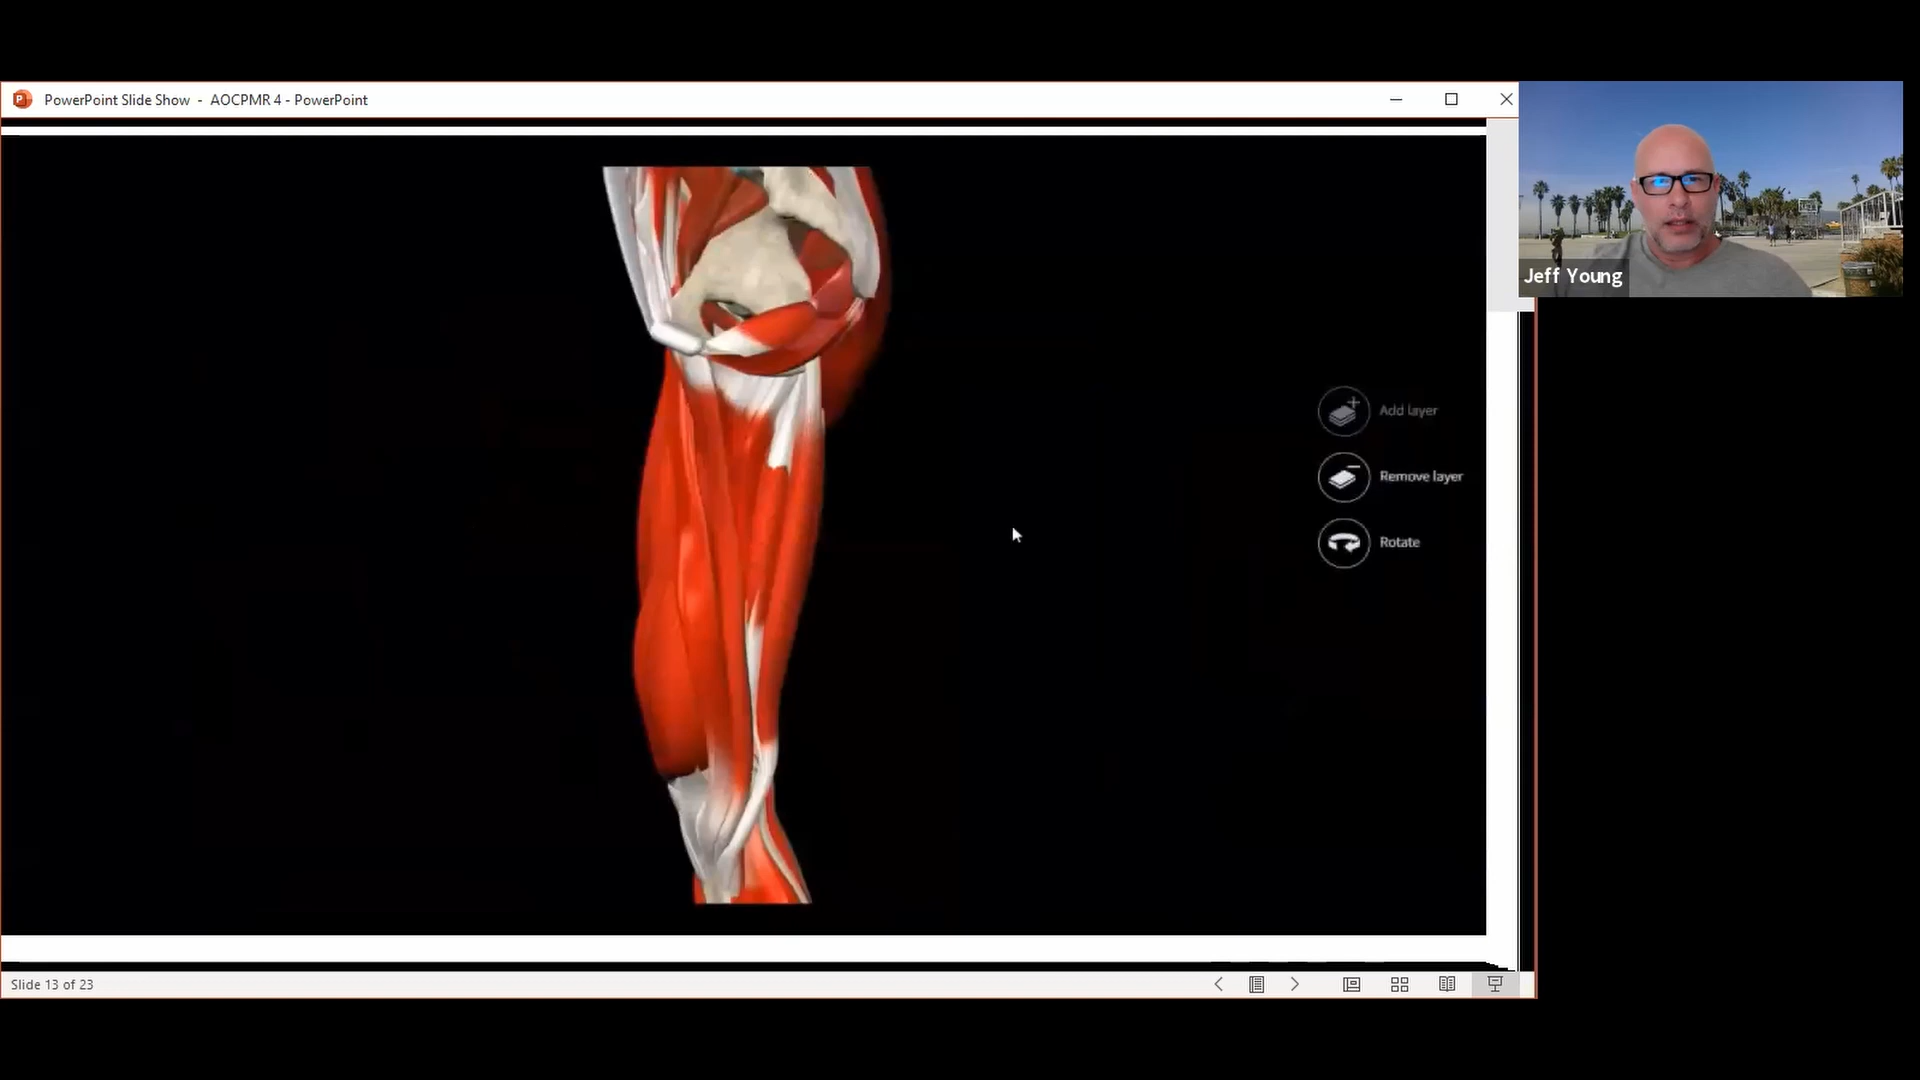 PowerPoint Slide Show - AOCPMR 4 - PowerPoint
Jeff Young
Add layer
Remove layer
Rotate
Slide 13 of 23